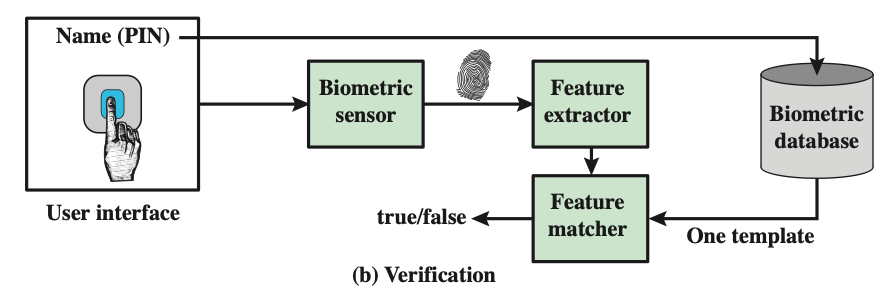 Name (PIN)
Biometric
sensor
Feature
extractor
Biometric
database
User interface
true/false
Feature
matcher
One template
(b) Verification